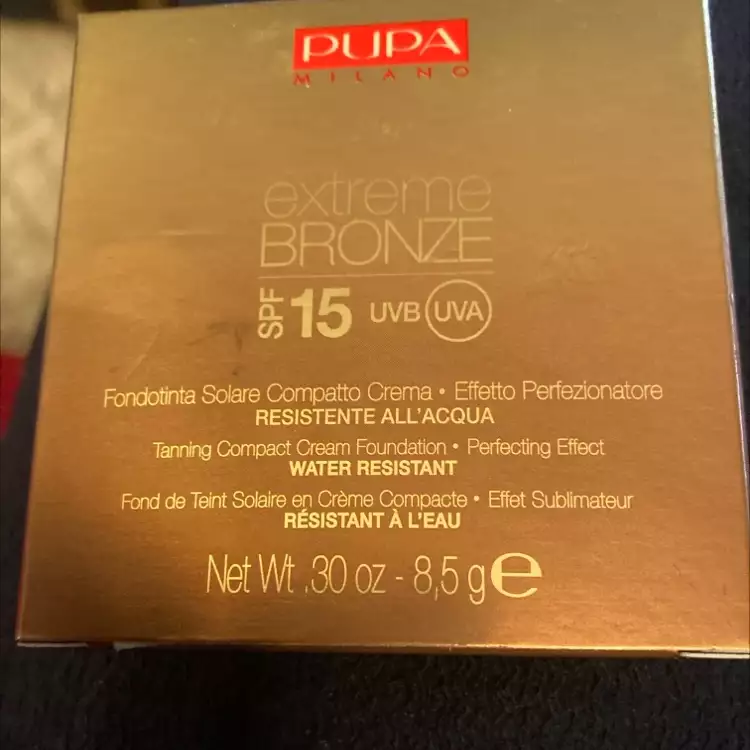 PUPA
MILANO
extreme
BRONZE
SPF 15 UVB UVA
Fondotinta Solare Compatto Crema • Effetto Perfezionatore
RESISTENTE ALL'ACQUA
Tanning Compact Cream Foundation • Perfecting Effect
WATER RESISTANT
Fond de Teint Solaire en Crème Compacte • Effet Sublimateur
RÉSISTANT À L'EAU
Net Wt .30 oz - 8,5 g e